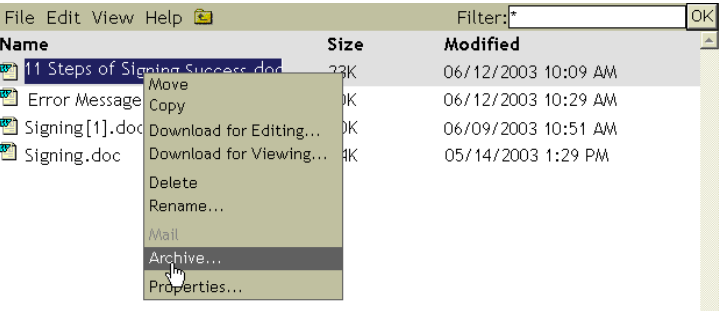 File Edit View Help Filter:* OK
Name Size Modified
11 Steps of Signing Success.doc 23K 06/12/2003 10:09 AM
Error Message 0K 06/12/2003 10:29 AM
Signing[1].doc 0K 06/09/2003 10:51 AM
Signing.doc 4K 05/14/2003 1:29 PM
Move
Copy
Download for Editing...
Download for Viewing...
Delete
Rename...
Mail
Archive...
Properties...